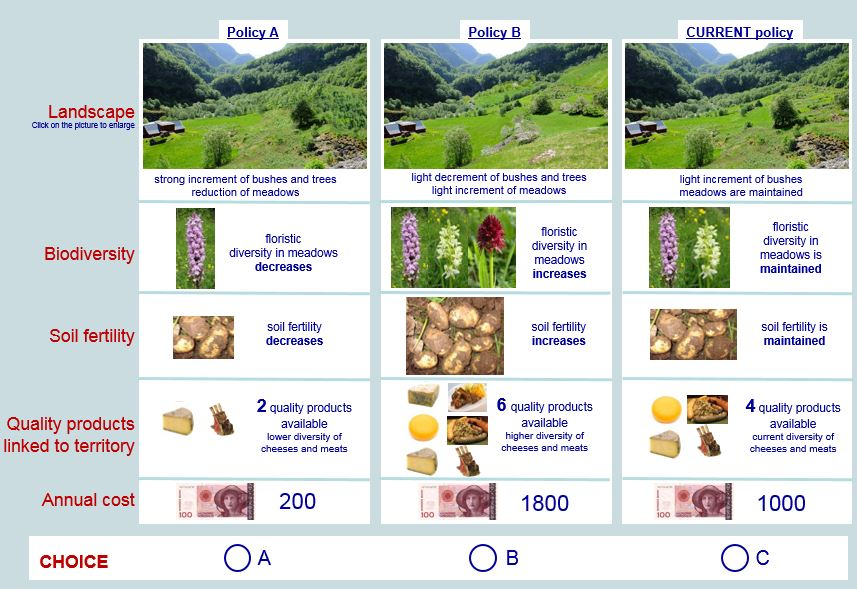 Policy A
Policy B
CURRENT policy
Landscape
Click on the picture to enlarge
strong increment of bushes and trees
reduction of meadows
light decrement of bushes and trees
light increment of meadows
light increment of bushes
meadows are maintained
Biodiversity
floristic
diversity in meadows
decreases
floristic
diversity in
meadows
increases
floristic
diversity in
meadows is
maintained
Soil fertility
soil fertility
decreases
soil fertility
increases
soil fertility is
maintained
Quality products
linked to territory
2 quality products
available
lower diversity of
cheeses and meats
6 quality products
available
higher diversity of
cheeses and meats
4 quality products
available
current diversity of
cheeses and meats
Annual cost
100
200
100
1800
100
1000
CHOICE
A
B
C